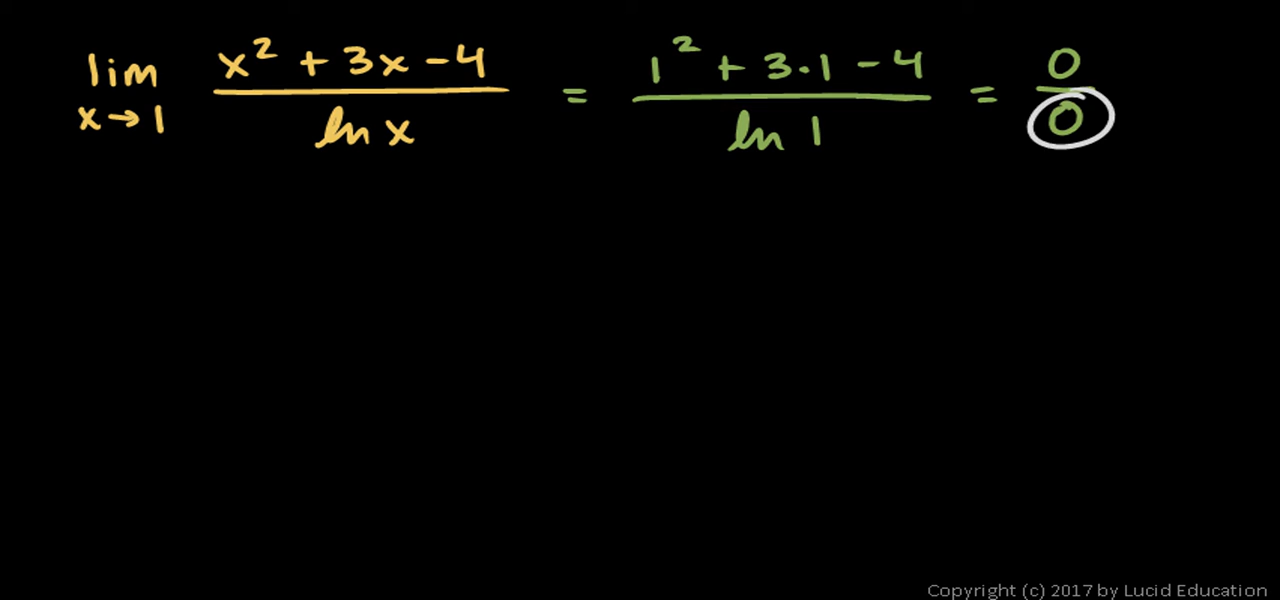 lim x→1 (x² + 3x - 4)/(ln x) = (1² + 3·1 - 4)/(ln 1) = 0/0
Copyright (c) 2017 by Lucid Education